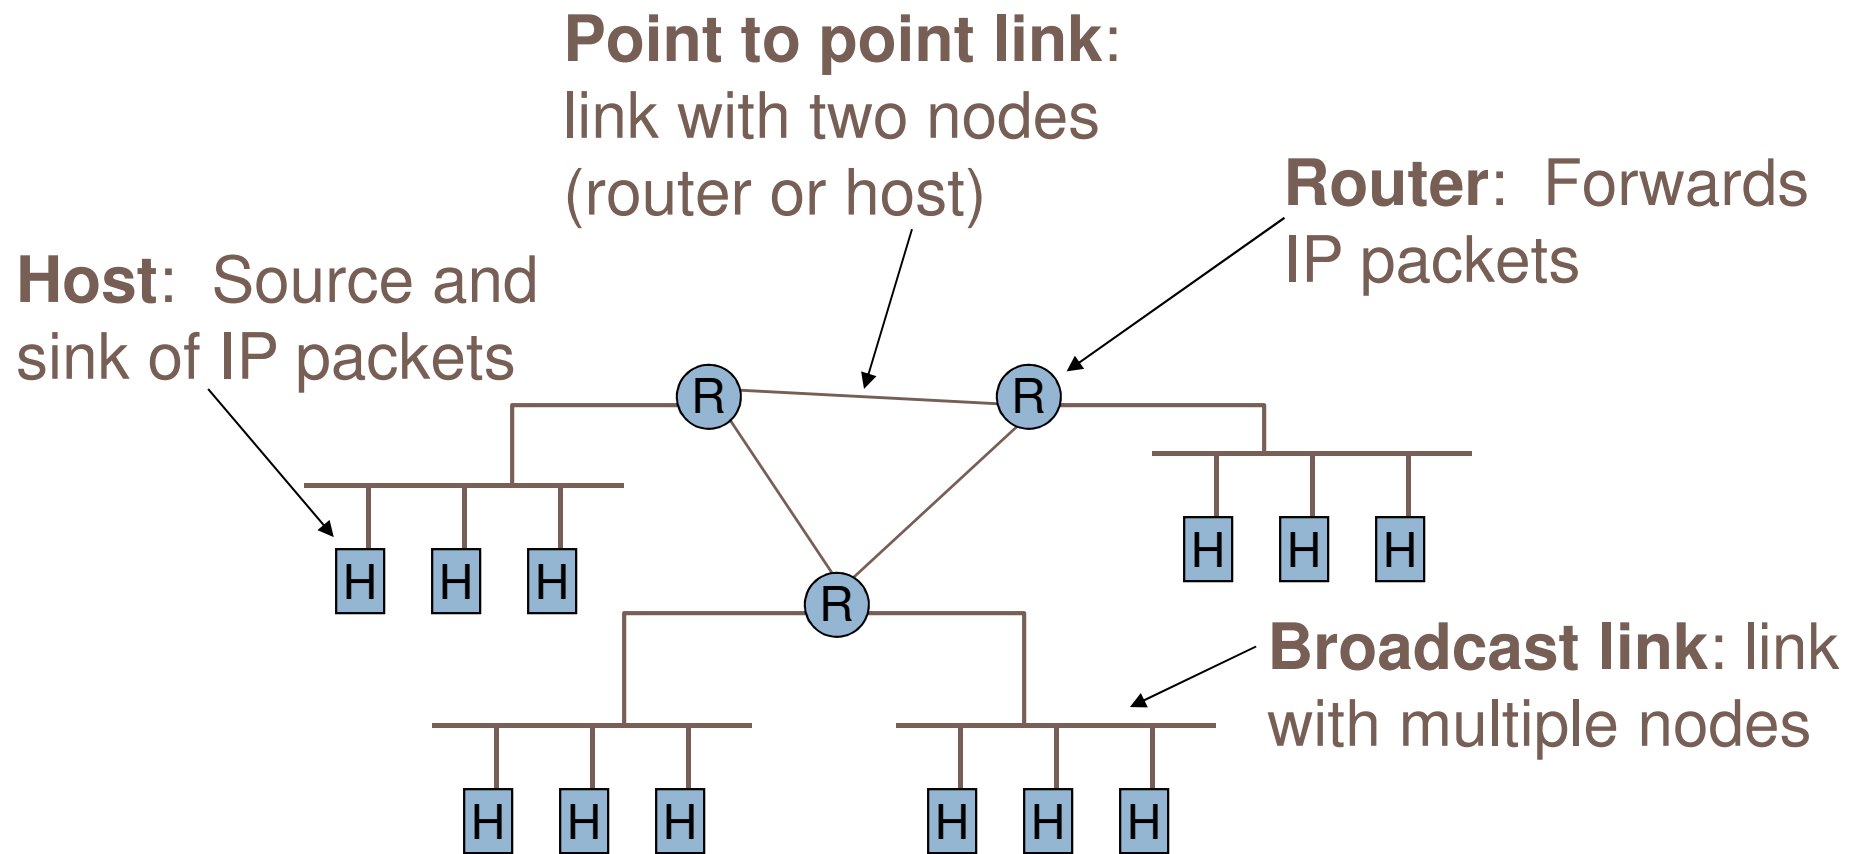 Point to point link:
link with two nodes
(router or host)
Router: Forwards
IP packets
Host: Source and
sink of IP packets
R R
H H H
H H H
R
Broadcast link: link
with multiple nodes
H H H H H H